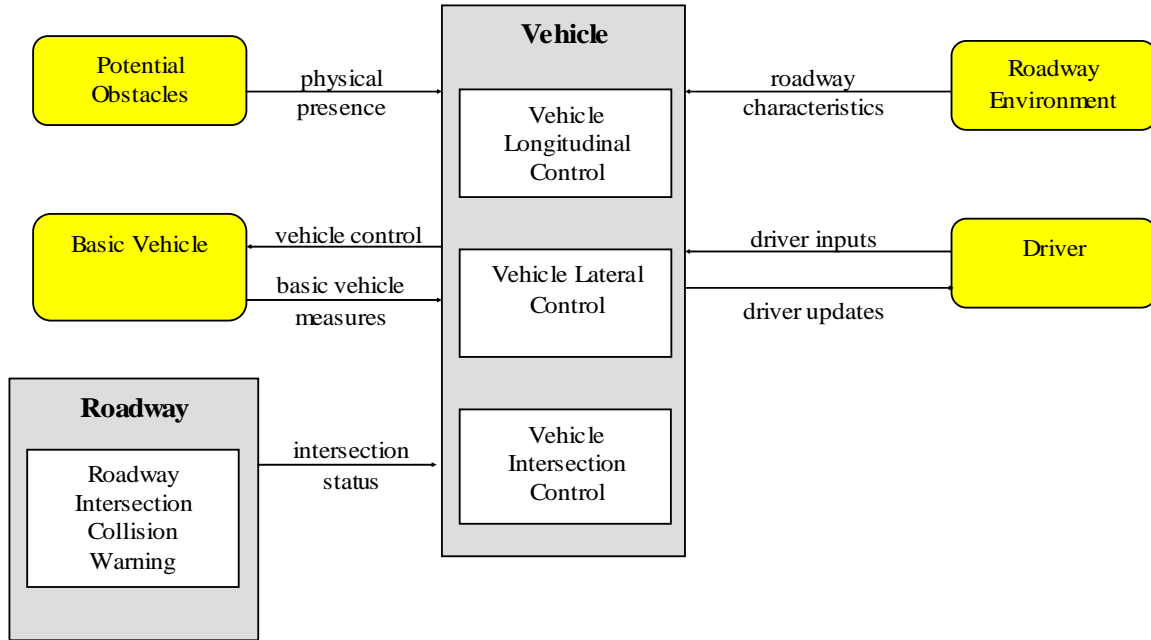 Vehicle
Potential
Obstacles
physical
presence
roadway
characteristics
Roadway
Environment
Vehicle
Longitudinal
Control
Basic Vehicle
vehicle control
basic vehicle
measures
Vehicle Lateral
Control
driver inputs
driver updates
Driver
Roadway
Roadway
Intersection
Collision
Warning
intersection
status
Vehicle
Intersection
Control